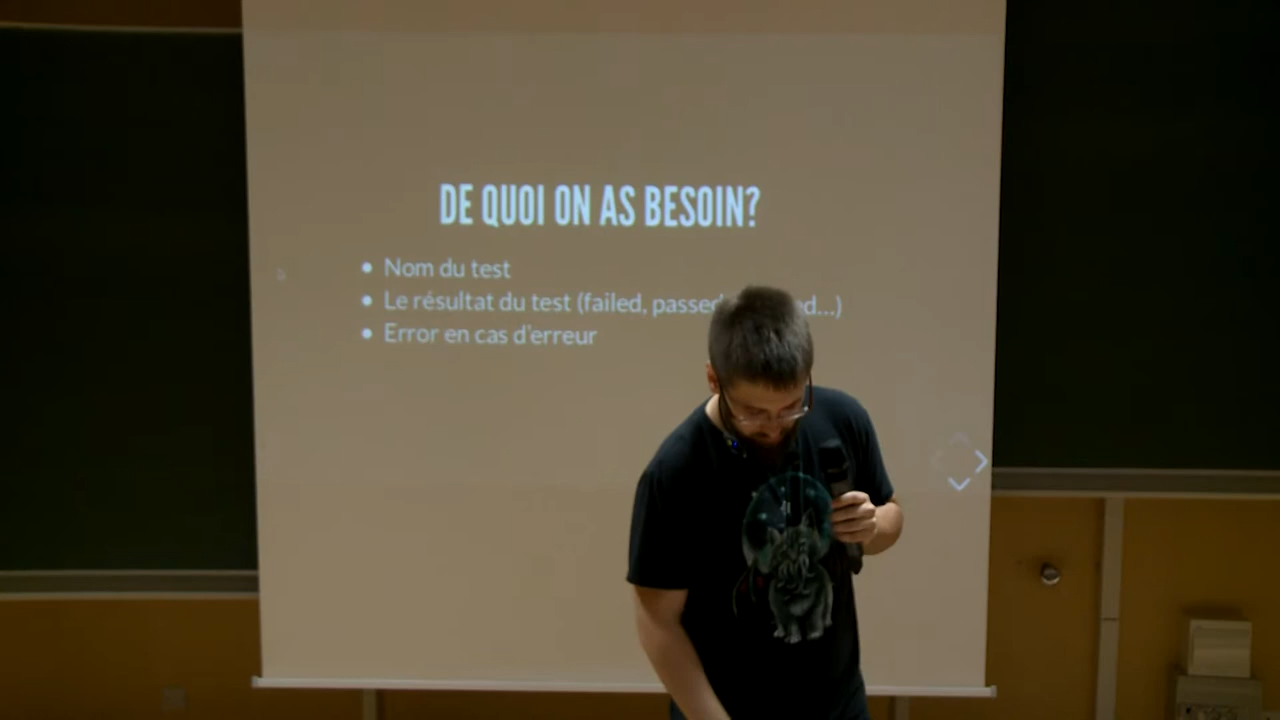 DE QUOI ON AS BESOIN?
Nom du test
Le résultat du test (failed, passed d...)
Error en cas d'erreur